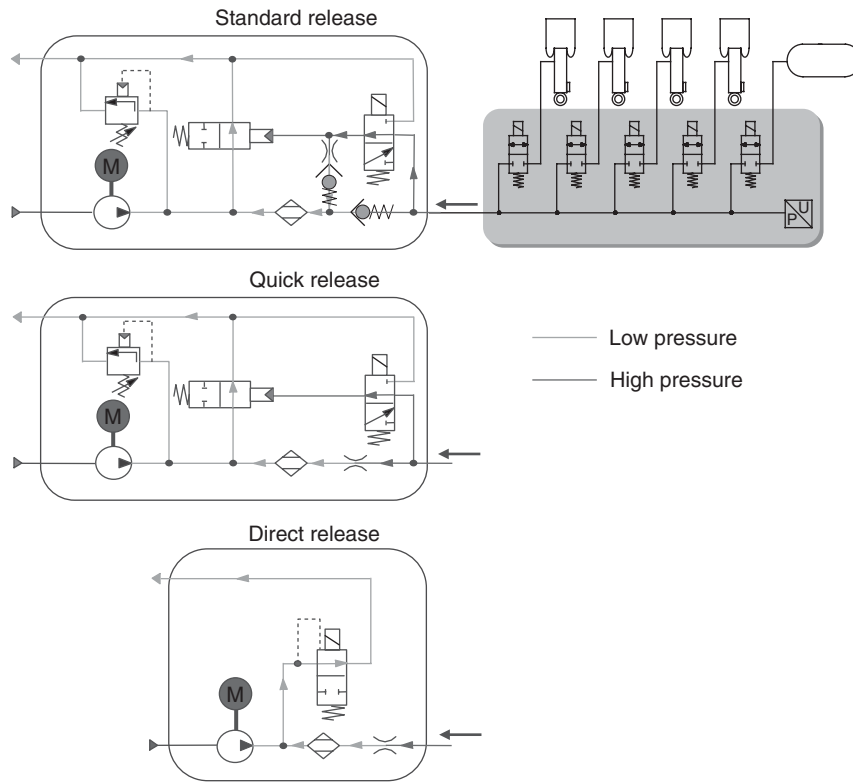 Standard release
M
U
P
Quick release
M
Low pressure
High pressure
Direct release
M